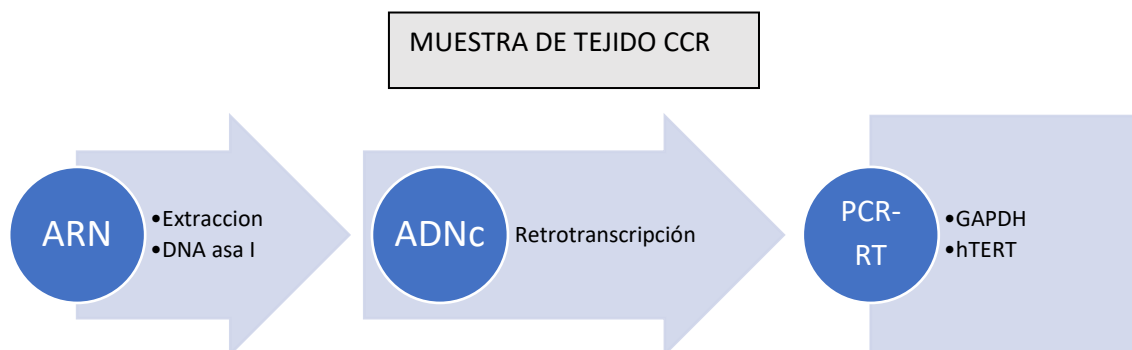 MUESTRA DE TEJIDO CCR
ARN
•Extraccion
•DNA asa I
ADNc
Retrotranscripción
PCR-
RT
•GAPDH
•hTERT